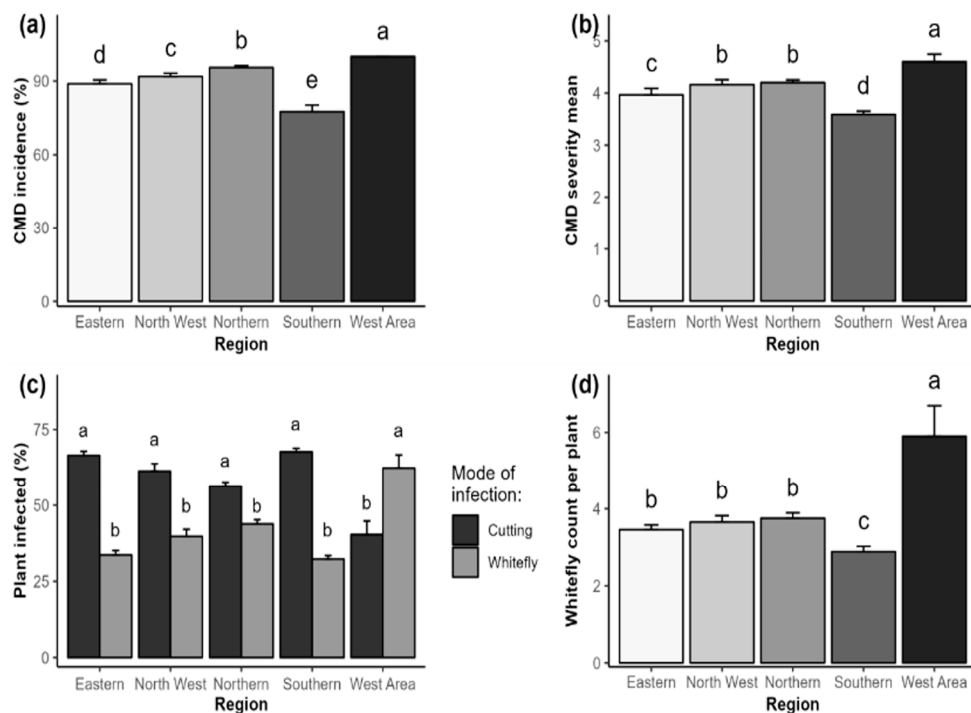 (a)
CMD incidence (%)
90
60
30
0
d
c
b
e
a
Eastern North West Northern Southern West Area
Region
(b)
CMD severity mean
5
4
3
2
1
0
c
b
b
d
a
Eastern North West Northern Southern West Area
Region
(c)
Plant infected (%)
75
50
25
0
a
b
a
b
a
b
a
b
b
a
Eastern North West Northern Southern West Area
Region
Mode of
infection:
Cutting
Whitefly
(d)
Whitefly count per plant
6
4
2
0
b
b
b
c
a
Eastern North West Northern Southern West Area
Region